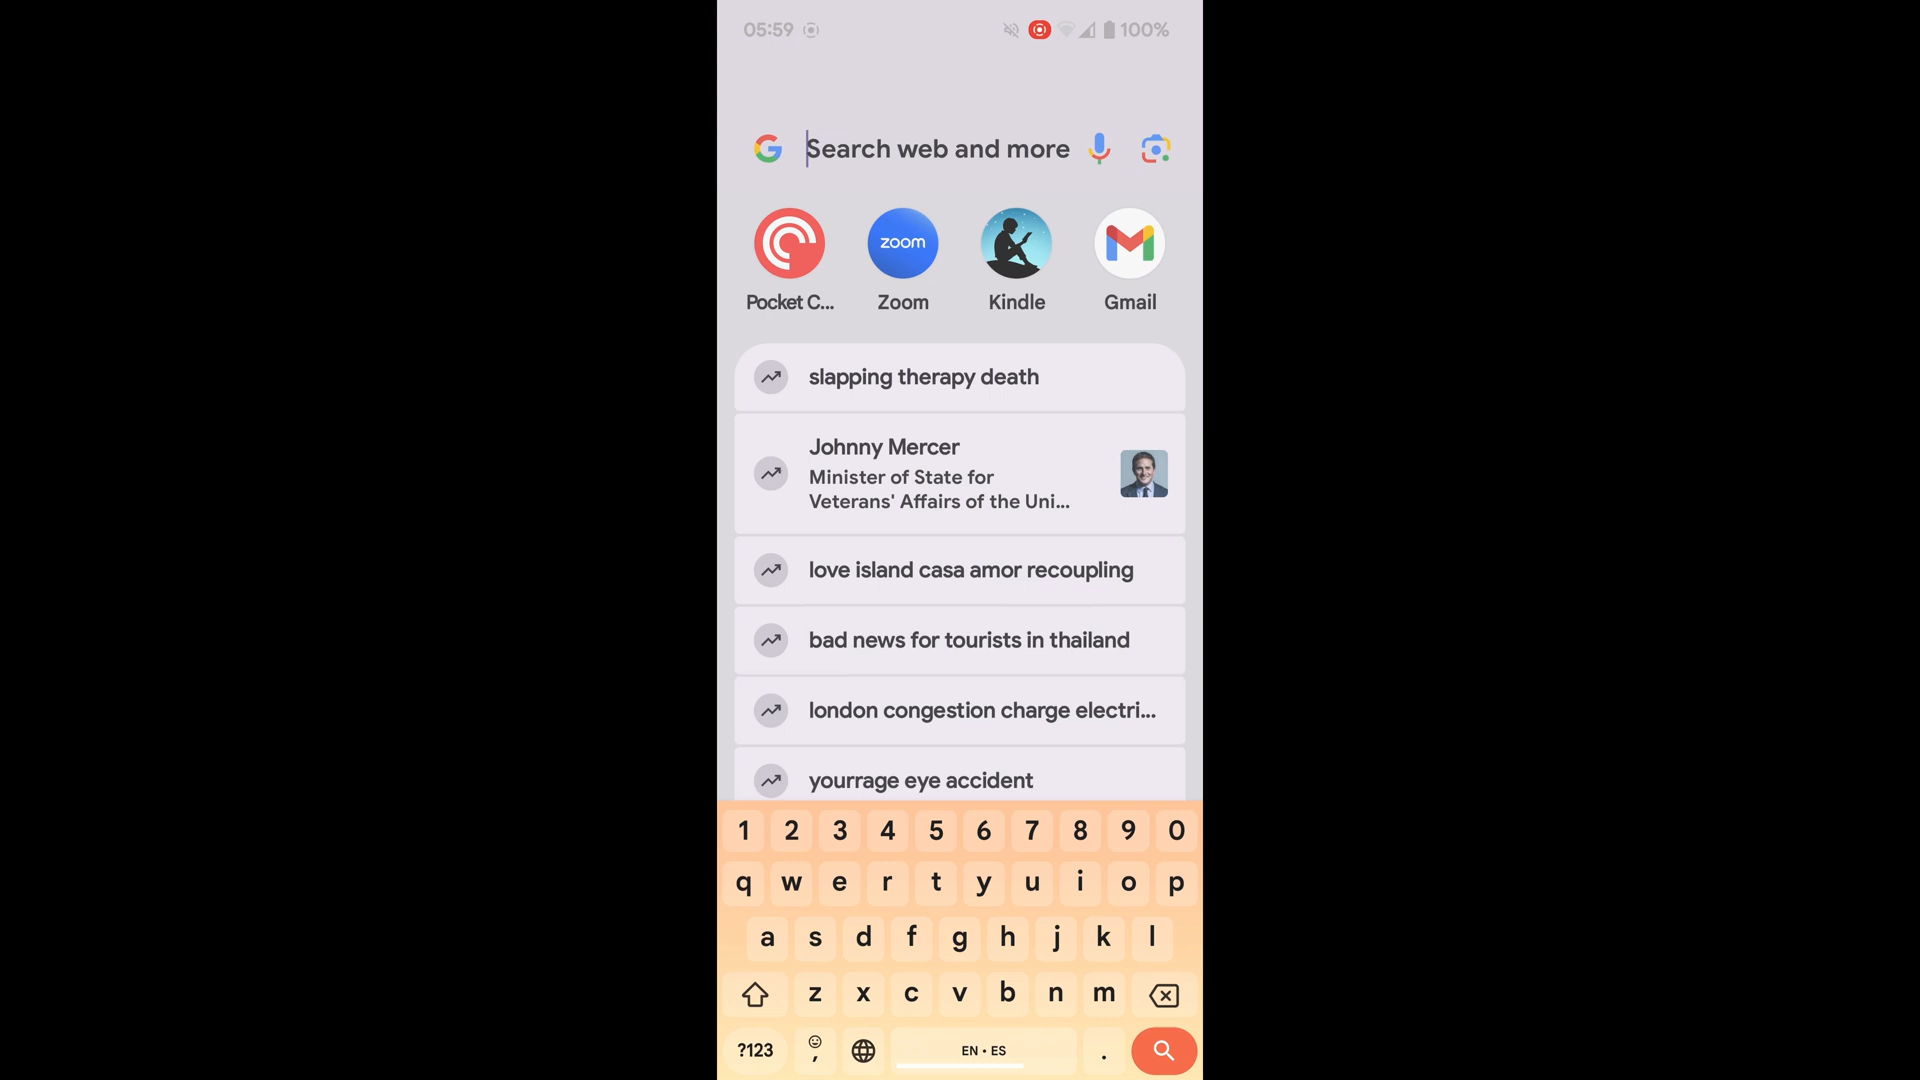 05:59 100%
Search web and more
zoom
Pocket C... Zoom Kindle Gmail
slapping therapy death
Johnny Mercer
Minister of State for
Veterans' Affairs of the Uni...
love island casa amor recoupling
bad news for tourists in thailand
london congestion charge electri...
yourrage eye accident
1 2 3 4 5 6 7 8 9 0
q w e r t y u i o p
a s d f g h j k l
z x c v b n m
?123 , EN • ES .